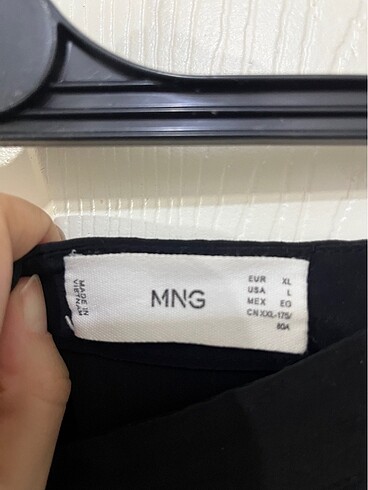 MADE IN
VIETNAM
MNG
EUR XL
USA L
MEX EG
CN XXL-175/
80A